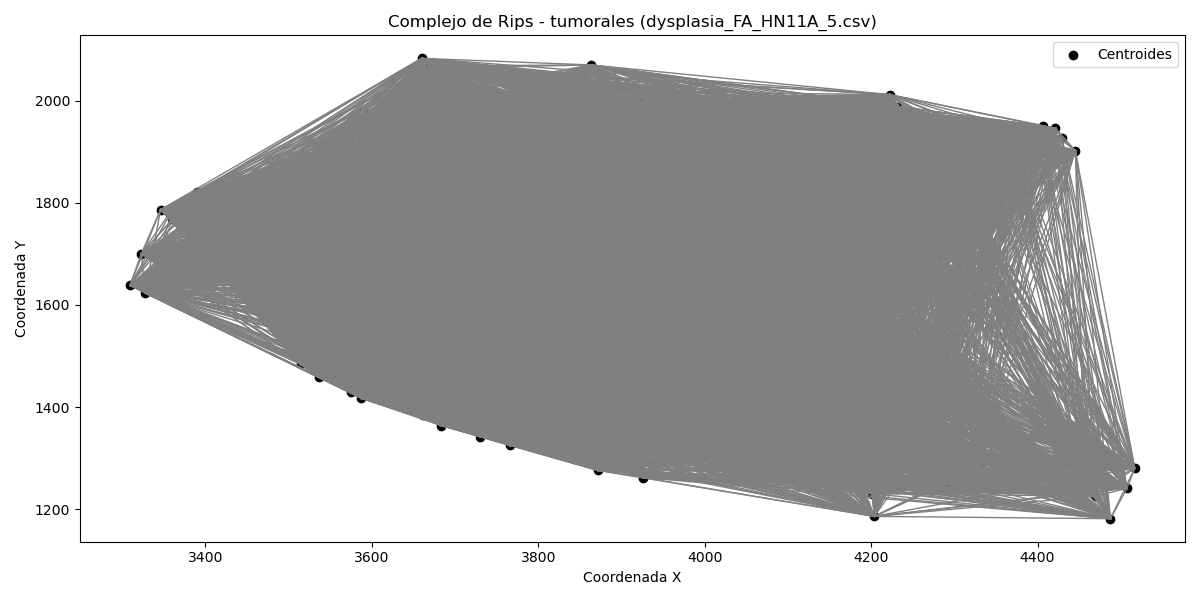 Complejo de Rips - tumorales (dysplasia_FA_HN11A_5.csv)
Centroides
Coordenada Y
2000
1800
1600
1400
1200
3400 3600 3800 4000 4200 4400
Coordenada X